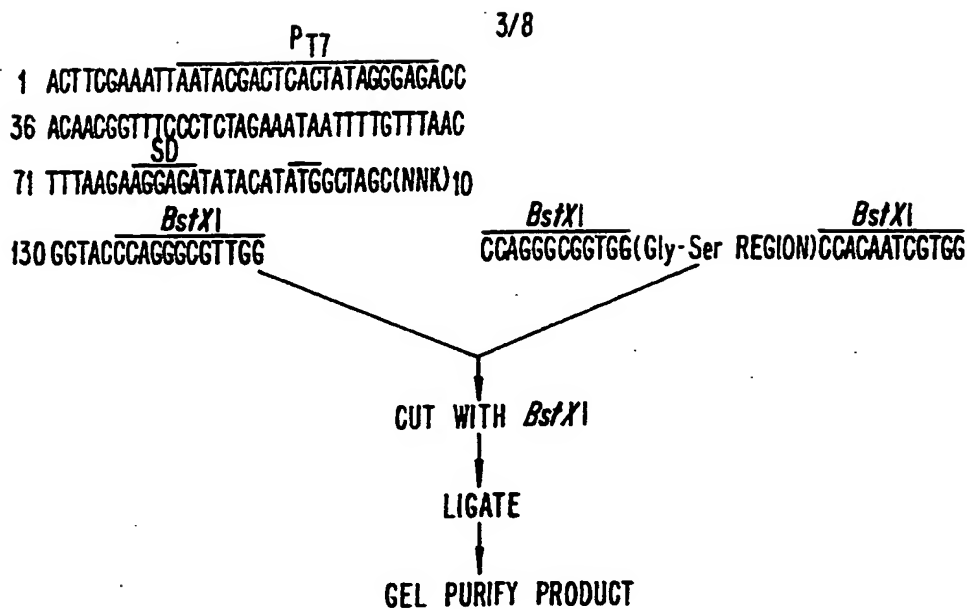 3/8
PT7
1 ACTTCGAAATTAATACGACTCACTATAGGGAGACC
36 ACAACGGTTTCCCTCTAGAAATAATTTTGTTTAAC
SD
71 TTTAAGAAGGAGATATACATATGGCTAGC(NNK)10
BstXI
130 GGTACCCAGGGCGTTGG
BstXI BstXI
CCAGGGCGGTGG(Gly-Ser REGION)CCACAATCGTGG
CUT WITH BstXI
LIGATE
GEL PURIFY PRODUCT